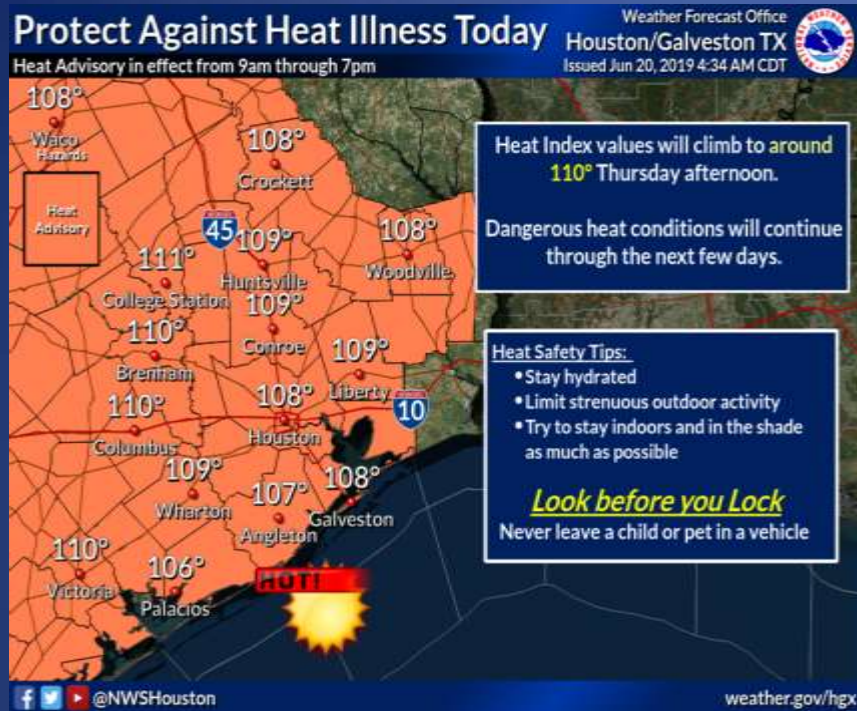 Protect Against Heat Illness Today
Heat Advisory in effect from 9am through 7pm
Weather Forecast Office
Houston/Galveston TX
Issued Jun 20, 2019 4:34 AM CDT
108°
Waco
Hazards
Heat
Advisory
108°
Crockett
45
109°
Huntsville
108°
Woodville
111°
College Station
109°
Conroe
110°
Brenham
109°
Liberty
110°
Columbus
108°
Houston
10
109°
Wharton
107°
Angleton
108°
Galveston
110°
Victoria
106°
Palacios
HOT!
Heat Index values will climb to around
110° Thursday afternoon.
Dangerous heat conditions will continue
through the next few days.
Heat Safety Tips:
•Stay hydrated
•Limit strenuous outdoor activity
•Try to stay indoors and in the shade
as much as possible
Look before you Lock
Never leave a child or pet in a vehicle
@NWSHouston
weather.gov/hgx